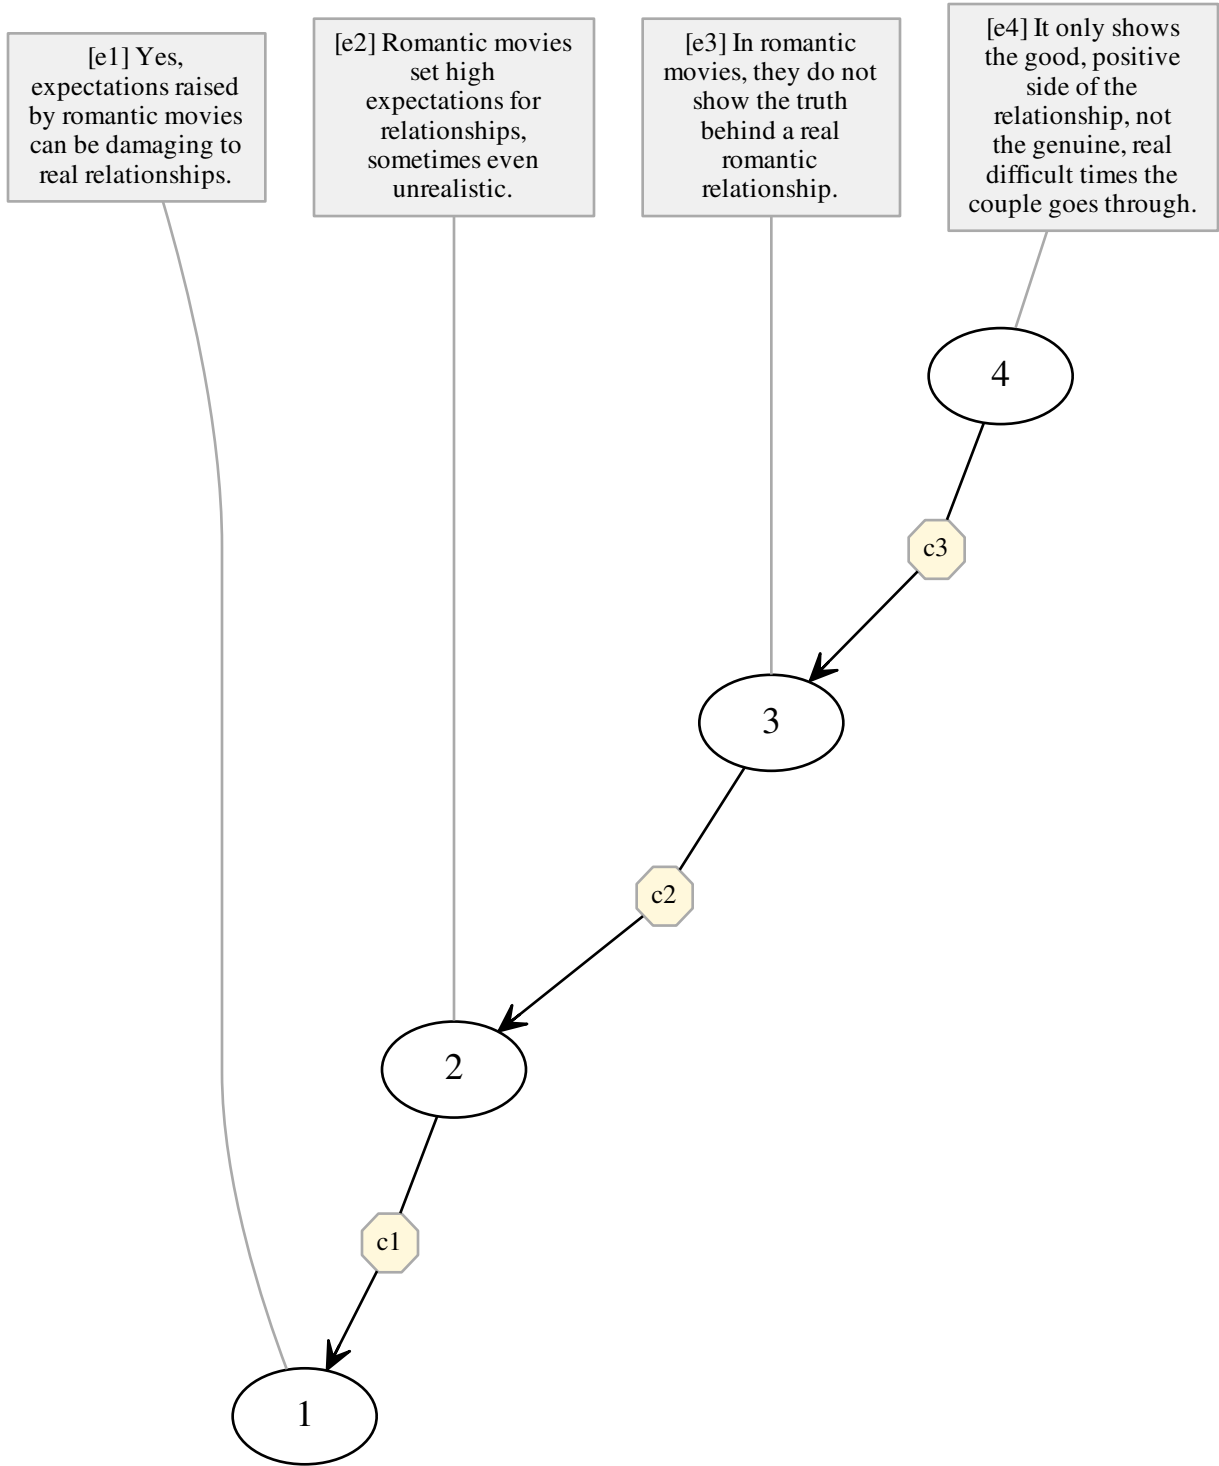 [e1] Yes,
expectations raised
by romantic movies
can be damaging to
real relationships.
[e2] Romantic movies
set high
expectations for
relationships,
sometimes even
unrealistic.
[e3] In romantic
movies, they do not
show the truth
behind a real
romantic
relationship.
[e4] It only shows
the good, positive
side of the
relationship, not
the genuine, real
difficult times the
couple goes through.
4
c3
3
c2
2
c1
1